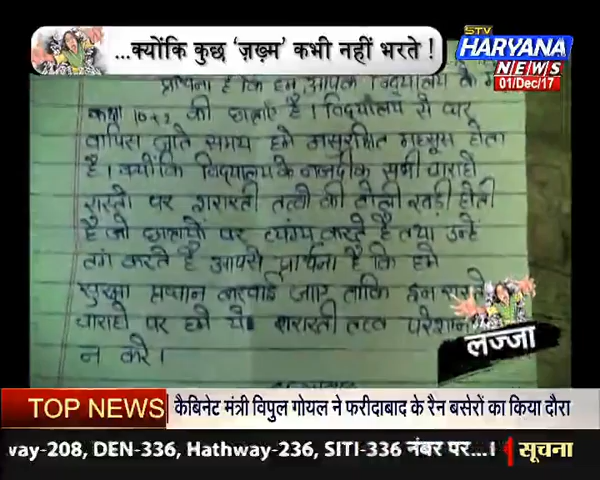 ...क्योंकि कुछ 'ज़ख़्म' कभी नहीं भरते !
STV
HARYANA
NEWS
01/Dec/17
प्रार्थना है कि हम आपके विद्यालय के
कक्षा 10+2 की छात्राएं है । विद्यालय से घर
वापिस जाते समय हमे असुरक्षित महसूस होता
है । क्योंकि विद्यालय के नजदीक सभी चौराहो
रास्तो पर शरारती तत्वो की टोली खड़ी होती
है जो छात्राओं पर व्यंग्य करते है तथा उन्हे
तंग करते है आपसे प्रार्थना है कि हमे
सुरक्षा प्रदान करवाई जाए ताकि इन रास्ते
चौराहो पर हमे ये शरारती तत्व परेशान
न करे ।
लज्जा
TOP NEWS
कैबिनेट मंत्री विपुल गोयल ने फरीदाबाद के रैन बसेरों का किया दौरा
way-208, DEN-336, Hathway-236, SITI-336 नंबर पर...! सूचना